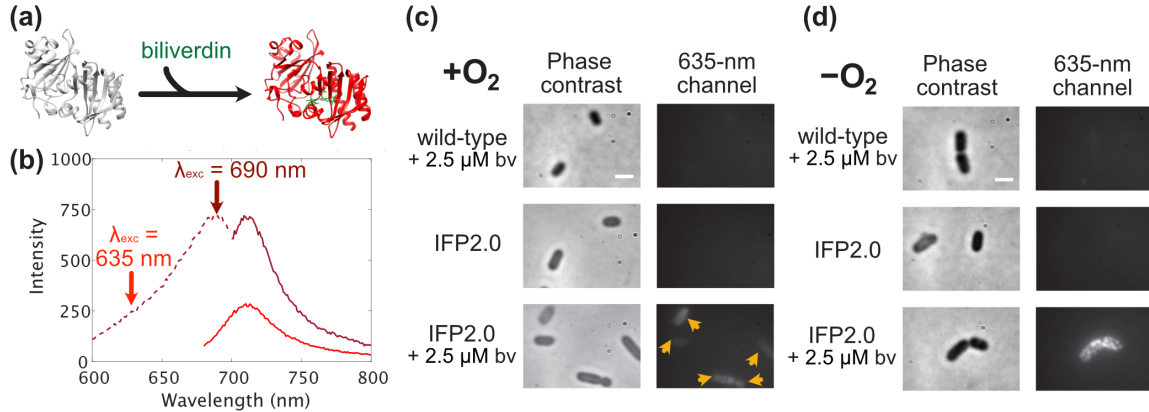 (a)
biliverdin
(b)
1000
750
500
250
0
600
650
700
750
800
Intensity
Wavelength (nm)
λexc = 690 nm
λexc =
635 nm
(c)
+O₂
Phase
contrast
635-nm
channel
wild-type
+ 2.5 µM bv
IFP2.0
IFP2.0
+ 2.5 µM bv
(d)
−O₂
Phase
contrast
635-nm
channel
wild-type
+ 2.5 µM bv
IFP2.0
IFP2.0
+ 2.5 µM bv